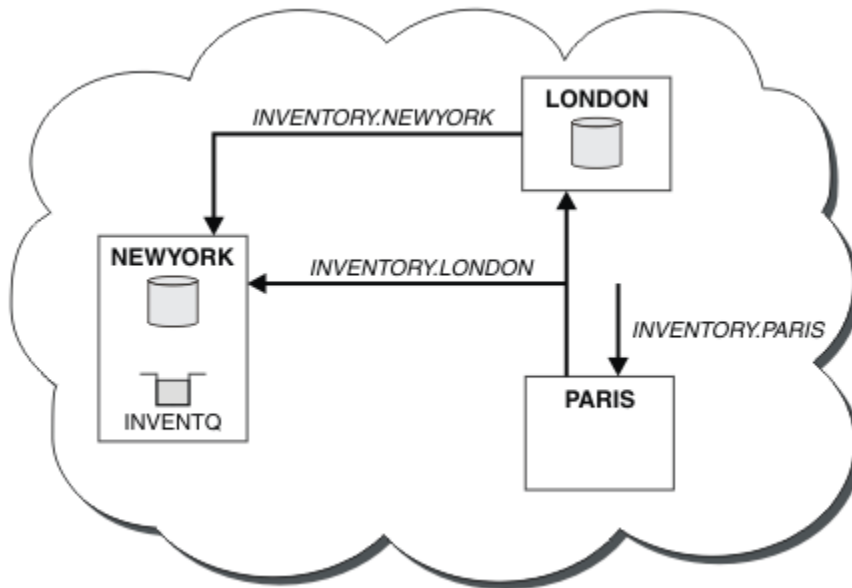 LONDON
INVENTORY.NEWYORK
NEWYORK
INVENTORY.LONDON
INVENTORY.PARIS
PARIS
INVENTQ